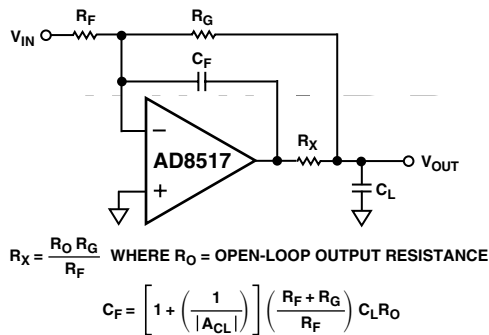 R_F R_G
V_IN
C_F
−
AD8517
+
R_X
V_OUT
C_L
R_X = R_O R_G / R_F WHERE R_O = OPEN-LOOP OUTPUT RESISTANCE
C_F = [1 + (1 / |A_CL|)] (R_F + R_G / R_F) C_L R_O